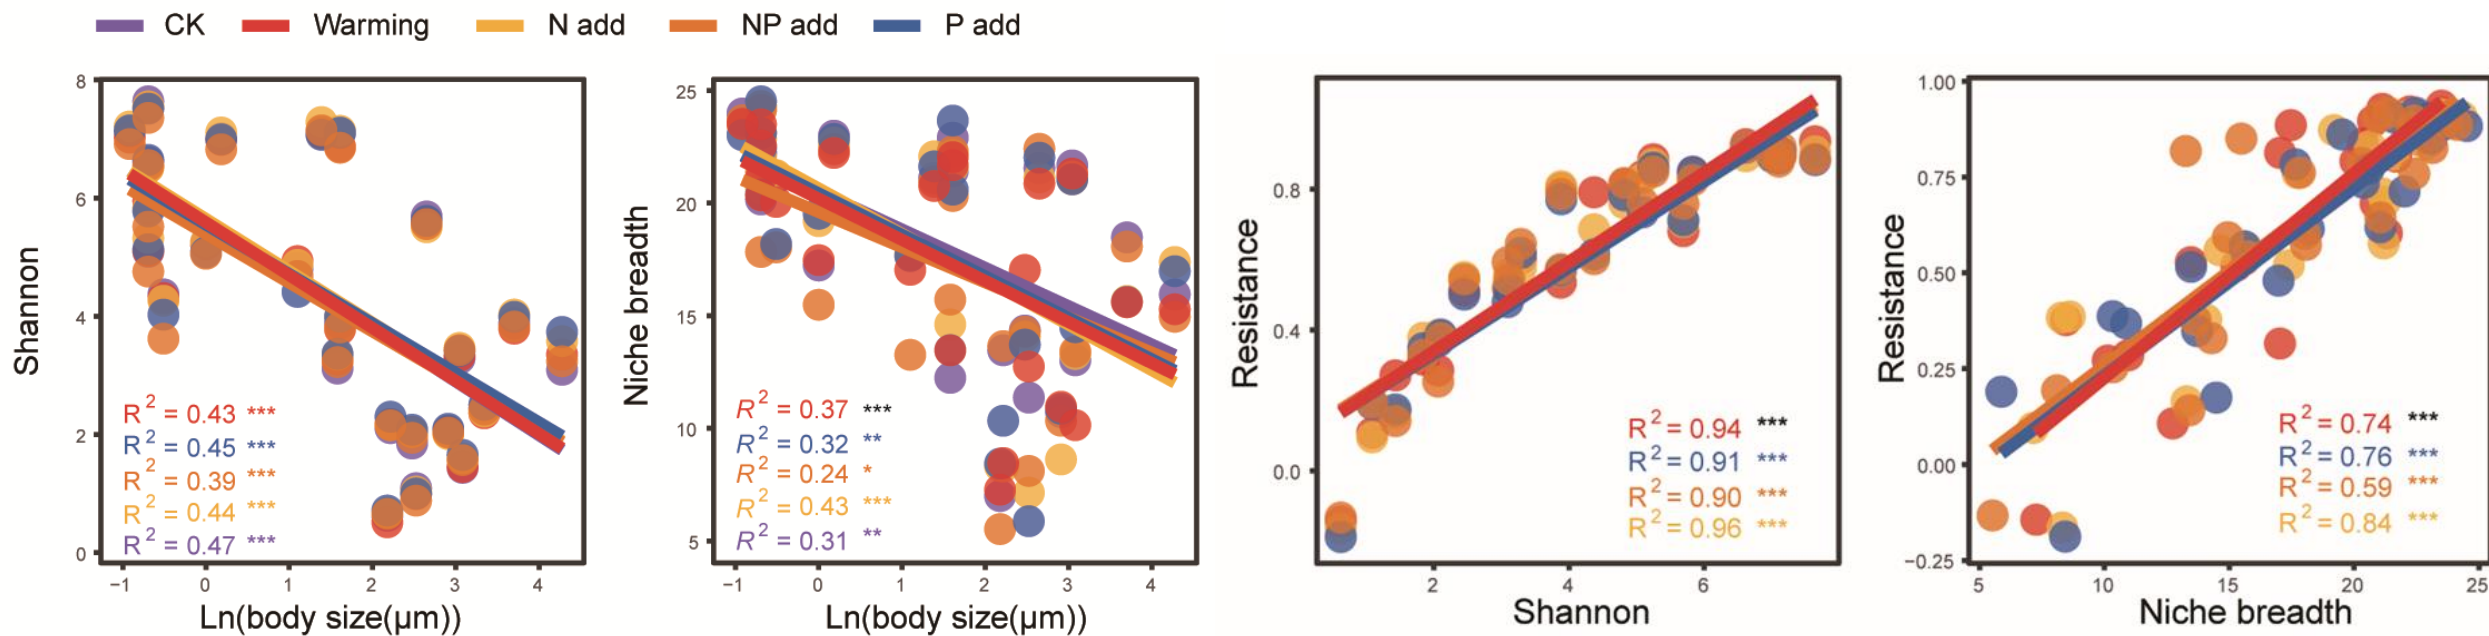 CK Warming N add NP add P add
Shannon
8
6
4
2
0
R² = 0.43 ***
R² = 0.45 ***
R² = 0.39 ***
R² = 0.44 ***
R² = 0.47 ***
−1 0 1 2 3 4
Ln(body size(μm))
Niche breadth
25
20
15
10
5
R² = 0.37 ***
R² = 0.32 **
R² = 0.24 *
R² = 0.43 ***
R² = 0.31 **
−1 0 1 2 3 4
Ln(body size(μm))
Resistance
0.8
0.4
0.0
R² = 0.94 ***
R² = 0.91 ***
R² = 0.90 ***
R² = 0.96 ***
2 4 6
Shannon
Resistance
1.00
0.75
0.50
0.25
0.00
−0.25
R² = 0.74 ***
R² = 0.76 ***
R² = 0.59 ***
R² = 0.84 ***
5 10 15 20 25
Niche breadth